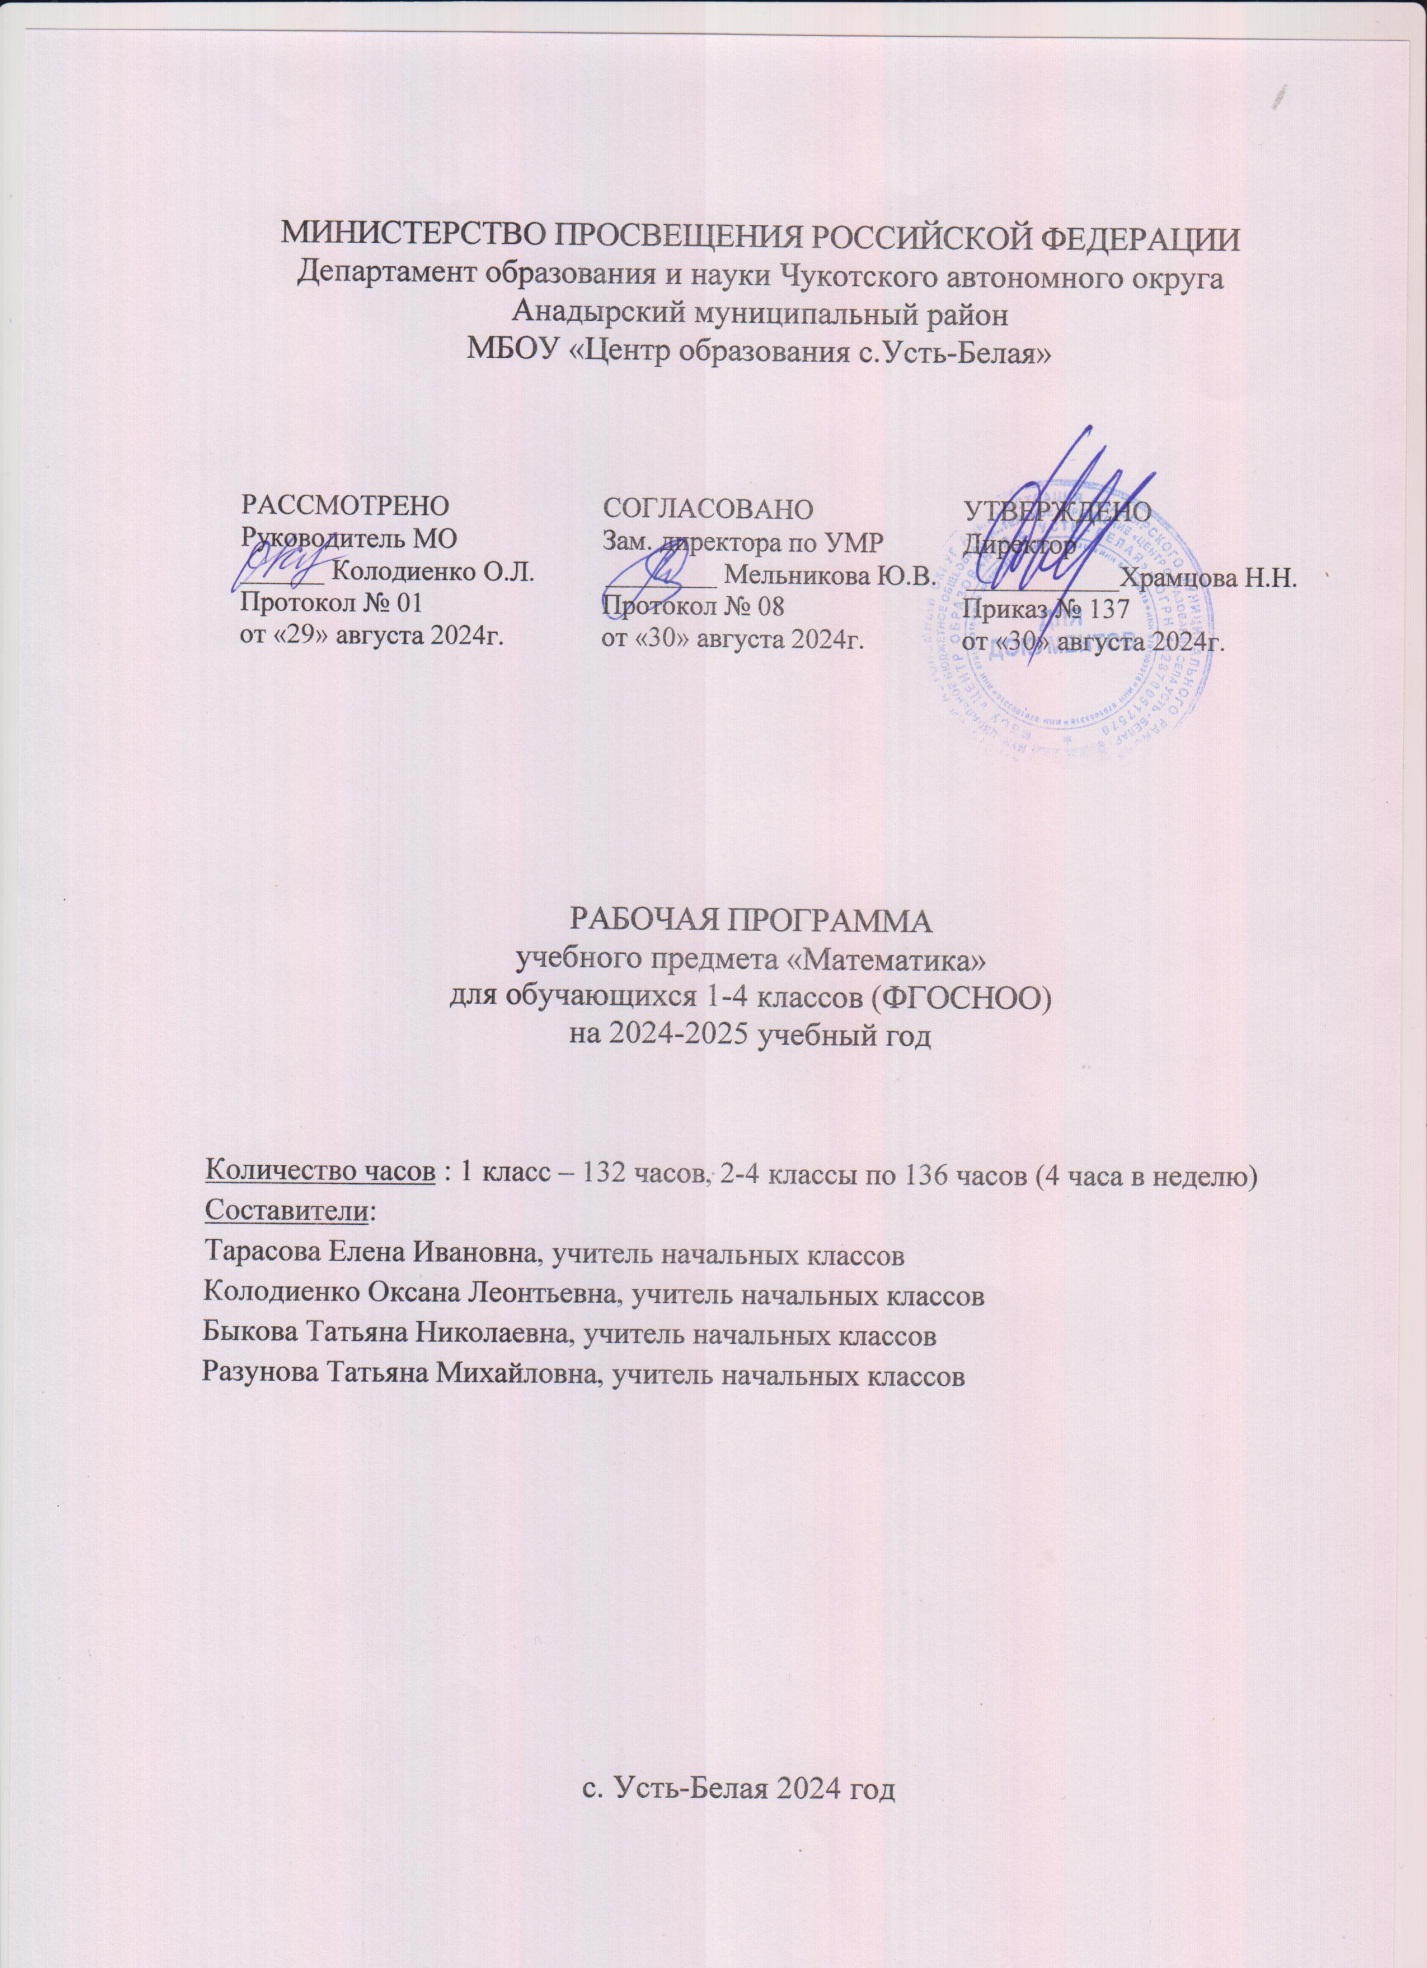 МИНИСТЕРСТВО ПРОСВЕЩЕНИЯ РОССИЙСКОЙ ФЕДЕРАЦИИ
Департамент образования и науки Чукотского автономного округа
Анадырский муниципальный район
МБОУ «Центр образования с.Усть-Белая»
РАССМОТРЕНО
Руководитель МО
______ Колодиенко О.Л.
Протокол № 01
от «29» августа 2024г.
СОГЛАСОВАНО
Зам. директора по УМР
________ Мельникова Ю.В.
Протокол № 08
от «30» августа 2024г.
УТВЕРЖДЕНО
Директор
___________Храмцова Н.Н.
Приказ № 137
от «30» августа 2024г.
ДЛЯ
ДОКУМЕНТОВ
РАБОЧАЯ ПРОГРАММА
учебного предмета «Математика»
для обучающихся 1-4 классов (ФГОСНОО)
на 2024-2025 учебный год
Количество часов : 1 класс – 132 часов, 2-4 классы по 136 часов (4 часа в неделю)
Составители:
Тарасова Елена Ивановна, учитель начальных классов
Колодиенко Оксана Леонтьевна, учитель начальных классов
Быкова Татьяна Николаевна, учитель начальных классов
Разунова Татьяна Михайловна, учитель начальных классов
с. Усть-Белая 2024 год